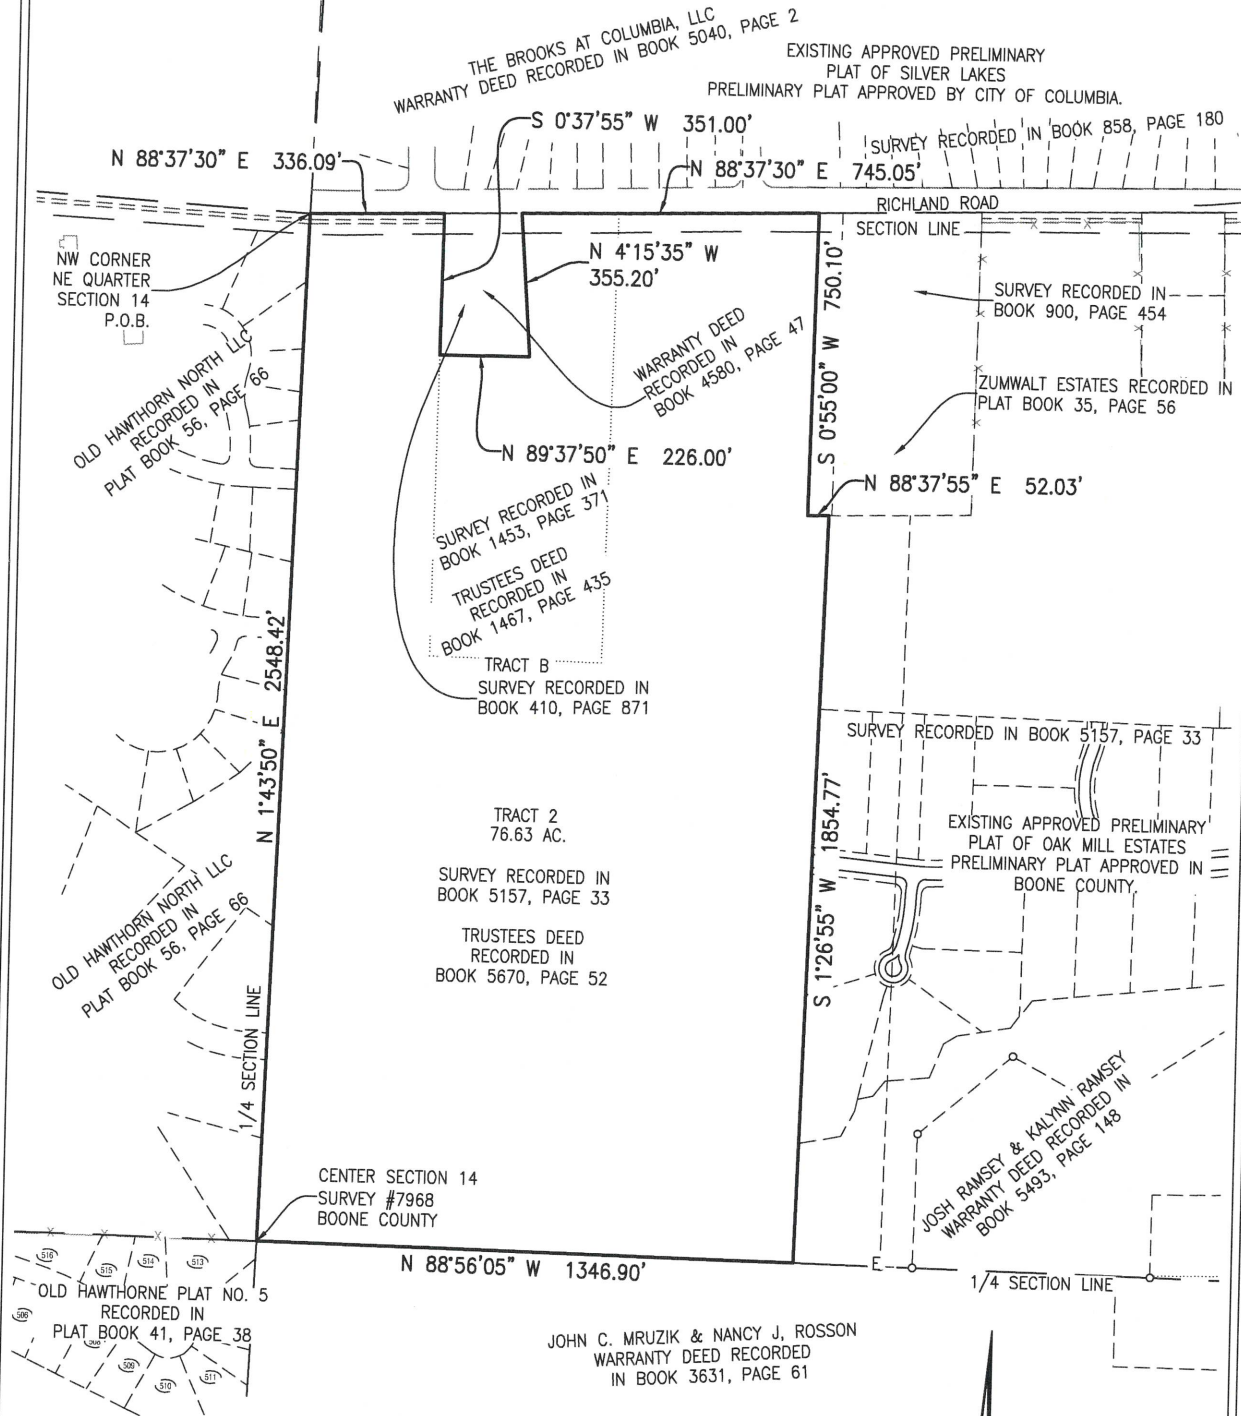 THE BROOKS AT COLUMBIA, LLC
WARRANTY DEED RECORDED IN BOOK 5040, PAGE 2
EXISTING APPROVED PRELIMINARY
PLAT OF SILVER LAKES
PRELIMINARY PLAT APPROVED BY CITY OF COLUMBIA.
S 0°37'55" W 351.00'
SURVEY RECORDED IN BOOK 858, PAGE 180
N 88°37'30" E 336.09'
N 88°37'30" E 745.05'
RICHLAND ROAD
SECTION LINE
NW CORNER
NE QUARTER
SECTION 14
P.O.B.
N 4°15'35" W
355.20'
S 0°55'00" W 750.10'
SURVEY RECORDED IN
BOOK 900, PAGE 454
WARRANTY DEED
RECORDED IN
BOOK 4580, PAGE 47
OLD HAWTHORN NORTH LLC
RECORDED IN
PLAT BOOK 56, PAGE 66
ZUMWALT ESTATES RECORDED IN
PLAT BOOK 35, PAGE 56
N 89°37'50" E 226.00'
N 88°37'55" E 52.03'
SURVEY RECORDED IN
BOOK 1453, PAGE 371
TRUSTEES DEED
RECORDED IN
BOOK 1467, PAGE 435
TRACT B
SURVEY RECORDED IN
BOOK 410, PAGE 871
N 1°43'50" E 2548.42'
SURVEY RECORDED IN BOOK 5157, PAGE 33
TRACT 2
76.63 AC.
SURVEY RECORDED IN
BOOK 5157, PAGE 33
TRUSTEES DEED
RECORDED IN
BOOK 5670, PAGE 52
S 1°26'55" W 1854.77'
EXISTING APPROVED PRELIMINARY
PLAT OF OAK MILL ESTATES
PRELIMINARY PLAT APPROVED IN
BOONE COUNTY.
OLD HAWTHORN NORTH LLC
RECORDED IN
PLAT BOOK 56, PAGE 66
1/4 SECTION LINE
JOSH RAMSEY & KALYNN RAMSEY
WARRANTY DEED RECORDED IN
BOOK 5493, PAGE 148
CENTER SECTION 14
SURVEY #7968
BOONE COUNTY
N 88°56'05" W 1346.90'
E
1/4 SECTION LINE
516
515
514
513
OLD HAWTHORNE PLAT NO. 5
RECORDED IN
PLAT BOOK 41, PAGE 38
506
508
509
510
511
JOHN C. MRUZIK & NANCY J, ROSSON
WARRANTY DEED RECORDED
IN BOOK 3631, PAGE 61